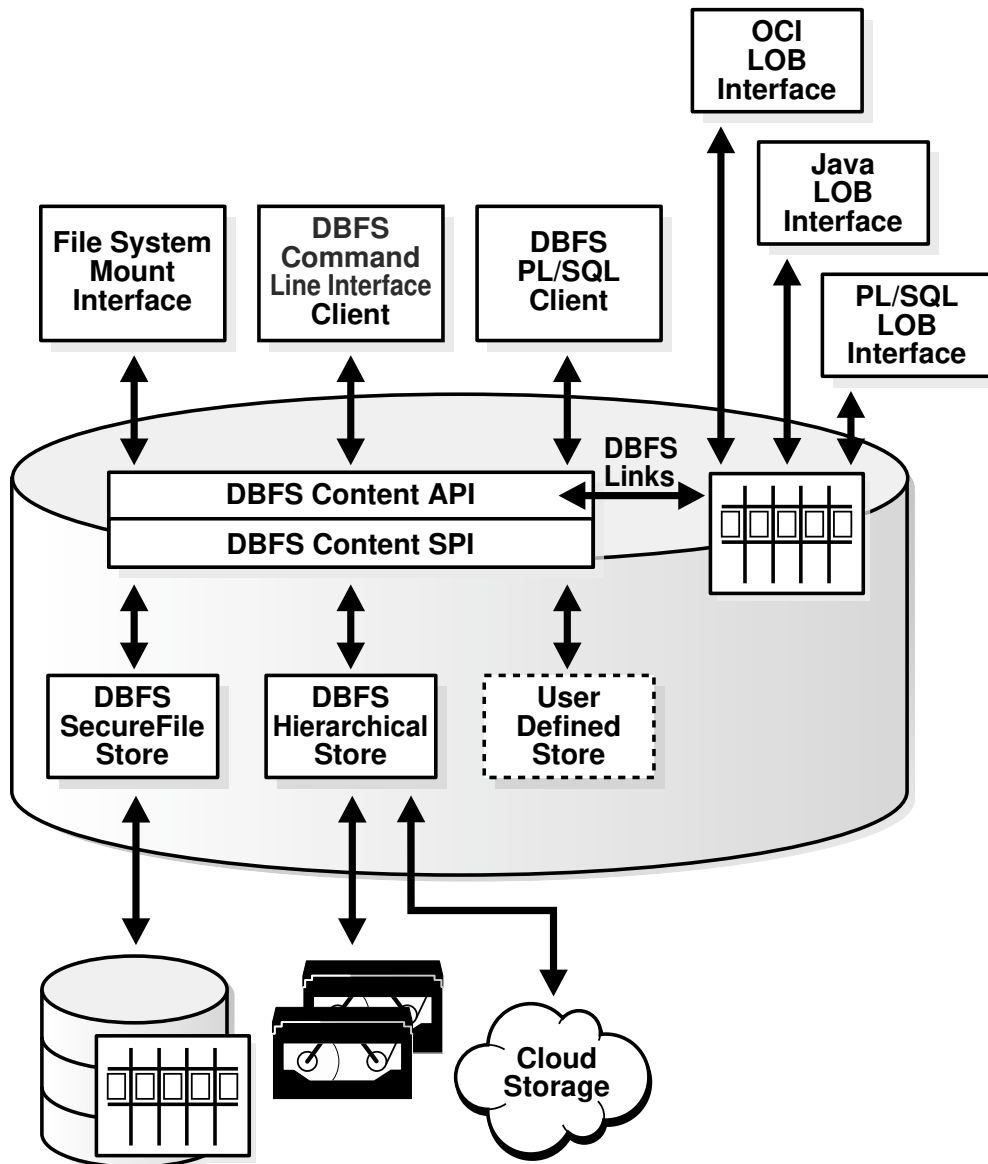 OCI
LOB
Interface
Java
LOB
Interface
File System
Mount
Interface
DBFS
Command
Line Interface
Client
DBFS
PL/SQL
Client
PL/SQL
LOB
Interface
DBFS
Links
DBFS Content API
DBFS Content SPI
DBFS
SecureFile
Store
DBFS
Hierarchical
Store
User
Defined
Store
Cloud
Storage